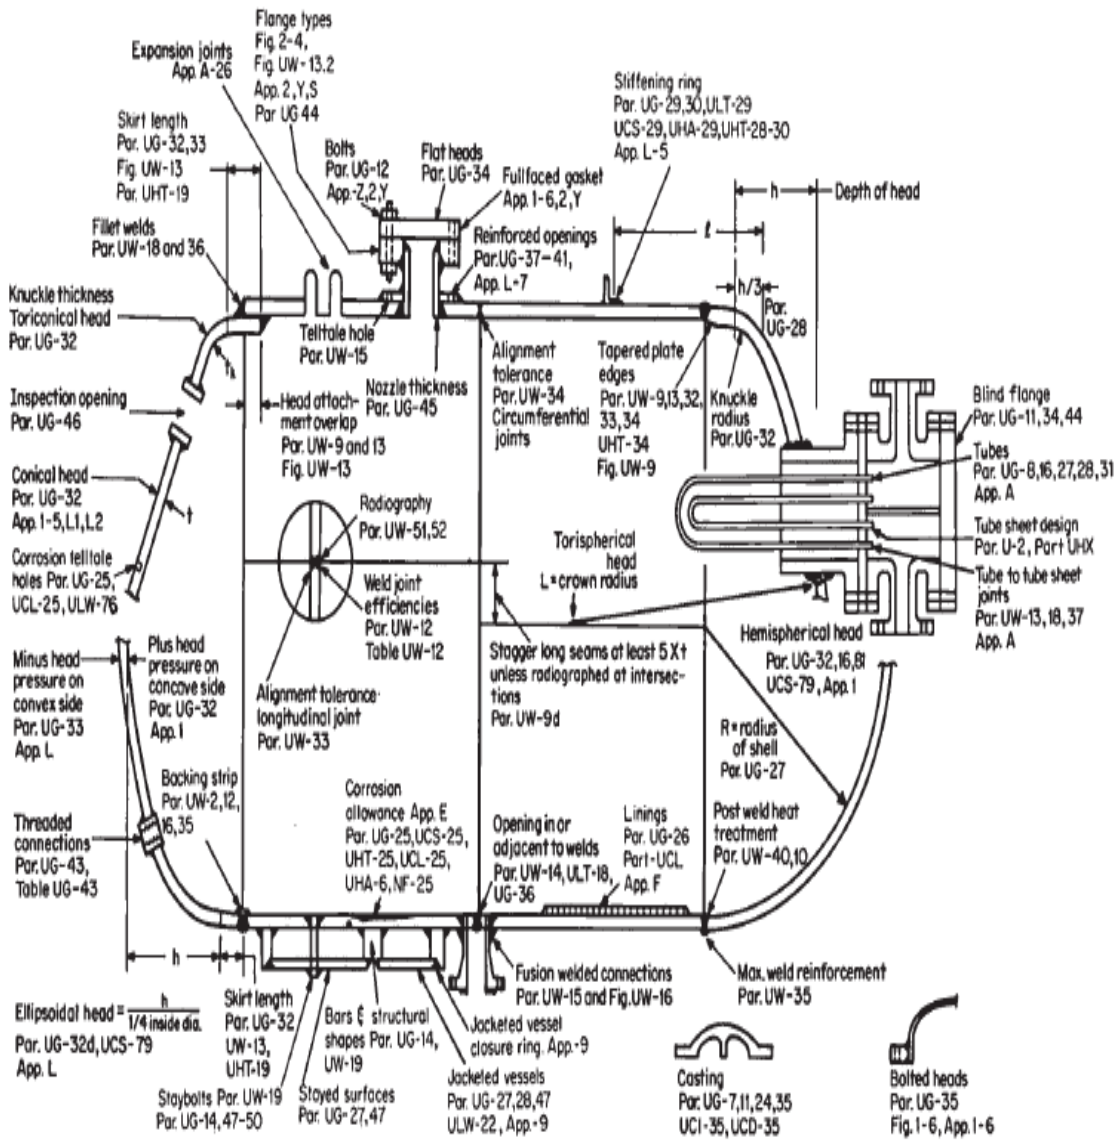 Flange types
Fig. 2-4,
Fig. UW-13.2
App. 2,Y,S
Par UG 44
Expansion joints
App. A-26
Stiffening ring
Par. UG-29,30,ULT-29
UCS-29,UHA-29,UHT-28-30
App. L-5
Skirt length
Par. UG-32,33
Fig. UW-13
Par. UHT-19
Bolts
Par. UG-12
App.-Z,2,Y
Flat heads
Par. UG-34
Full faced gasket
App. 1-6,2,Y
h
Depth of head
Fillet welds
Par. UW-18 and 36
Reinforced openings
Par.UG-37-41,
App. L-7
ℓ
h/3
Par.
UG-28
Knuckle thickness
Toriconical head
Par. UG-32
Telltale hole
Par. UW-15
Nozzle thickness
Par. UG-45
Alignment
tolerance
Par. UW-34
Circumferential
joints
Tapered plate
edges
Par. UW-9,13,32,
33,34
UHT-34
Fig. UW-9
Knuckle
radius
Par.UG-32
Blind flange
Par. UG-11,34,44
Inspection opening
Par. UG-46
Head attach-
ment overlap
Par. UW-9 and 13
Fig. UW-13
Tubes
Par. UG-8,16,27,28,31
App. A
Conical head
Par. UG-32
App. 1-5, L1, L2
t
Radiography
Par. UW-51,52
Tube sheet design
Par. U-2, Part UHX
Torispherical
head
L = crown radius
Tube to tube sheet
joints
Par. UW-13,18,37
App. A
Corrosion telltale
holes Par. UG-25,
UCL-25, ULW-76
Weld joint
efficiencies
Par. UW-12
Table UW-12
Hemispherical head
Par. UG-32,16,81
UCS-79, App. 1
Minus head
pressure on
convex side
Par. UG-33
App. L
Plus head
pressure on
concave side
Par. UG-32
App. 1
Alignment tolerance
longitudinal joint
Par. UW-33
Stagger long seams at least 5 X t
unless radiographed at intersec-
tions
Par. UW-9d
R = radius
of shell
Par. UG-27
Backing strip
Par. UW-2,12,
16,35
Corrosion
allowance App. E
Par. UG-25,UCS-25,
UHT-25, UCL-25,
UHA-6, NF-25
Opening in or
adjacent to welds
Par. UW-14, ULT-18,
UG-36
Linings
Par. UG-26
Part-UCL,
App. F
Post weld heat
treatment
Par. UW-40,10
Threaded
connections
Par. UG-43,
Table UG-43
h
Fusion welded connections
Par. UW-15 and Fig.UW-16
Max. weld reinforcement
Par. UW-35
Ellipsoidal head = h
1/4 inside dia.
Par. UG-32d,UCS-79
App. L
Skirt length
Par. UG-32
UW-13,
UHT-19
Bars & structural
shapes Par. UG-14,
UW-19
Jacketed vessel
closure ring. App.-9
Staybolts Par. UW-19
Par. UG-14, 47-50
Stayed surfaces
Par. UG-27,47
Jacketed vessels
Par. UG-27,28,47
ULW-22, App.-9
Casting
Par. UG-7,11,24,35
UCI-35, UCD-35
Bolted heads
Par. UG-35
Fig. 1-6, App. 1-6